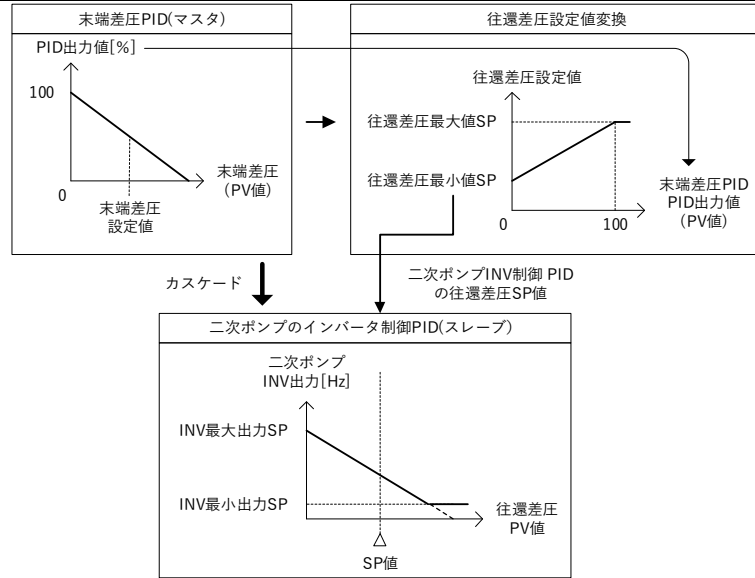 末端差圧PID(マスタ)
PID出力値[%]
100
0
末端差圧
(PV値)
末端差圧
設定値
往還差圧設定値変換
往還差圧設定値
往還差圧最大値SP
往還差圧最小値SP
0
100
末端差圧PID
PID出力値
(PV値)
カスケード
二次ポンプINV制御 PID
の往還差圧SP値
二次ポンプのインバータ制御PID(スレーブ)
二次ポンプ
INV出力[Hz]
INV最大出力SP
INV最小出力SP
往還差圧
PV値
SP値